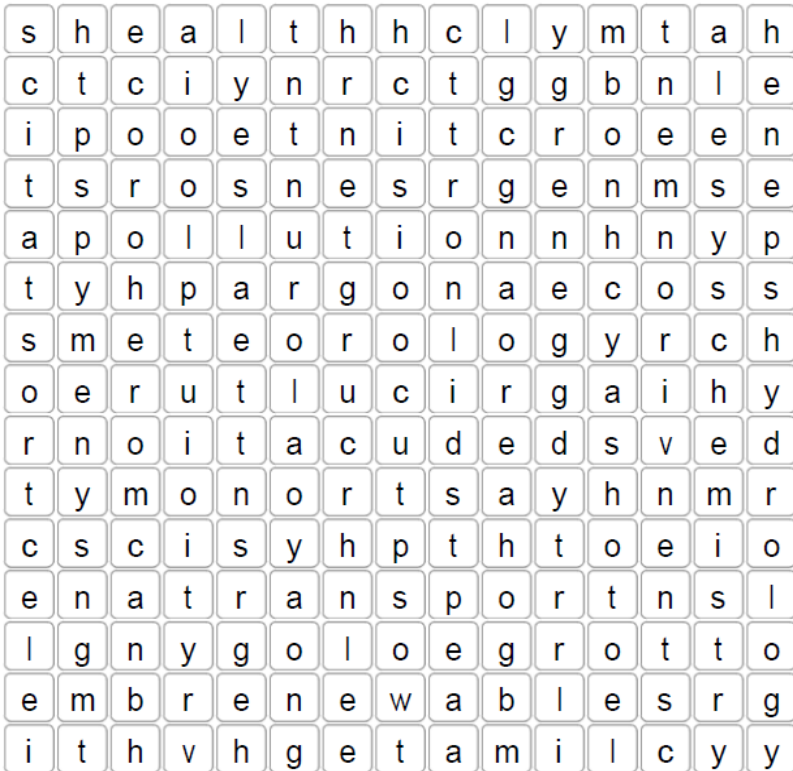 s h e a l t h h c l y m t a h
c t c i y n r c t g g b n l e
i p o o e t n i t c r o e e n
t s r o s n e s r g e n m s e
a p o l l u t i o n n h n y p
t y h p a r g o n a e c o s s
s m e t e o r o l o g y r c h
o e r u t l u c i r g a i h y
r n o i t a c u d e d s v e d
t y m o n o r t s a y h n m r
c s c i s y h p t h t o e i o
e n a t r a n s p o r t n s l
l g n y g o l o e g r o t t o
e m b r e n e w a b l e s r g
i t h v h g e t a m i l c y y